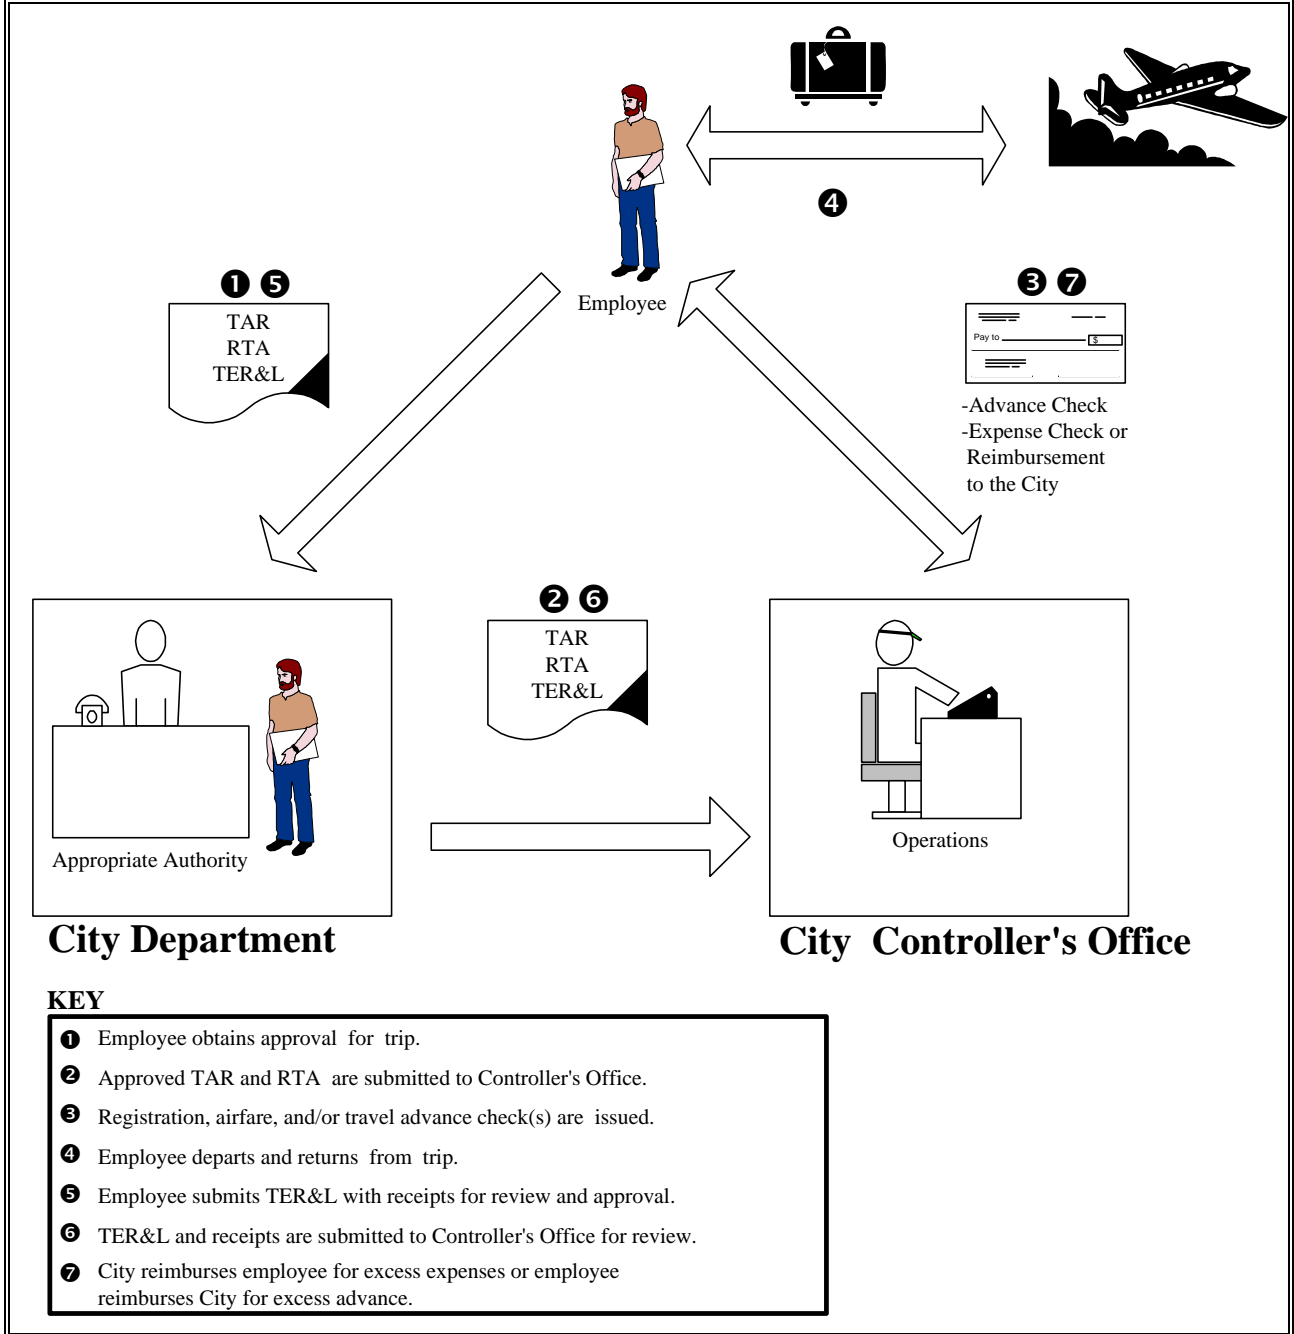 ❹
❶ ❺
TAR
RTA
TER&L
Employee
❸ ❼
Pay to
$
-Advance Check
-Expense Check or
Reimbursement
to the City
❷ ❻
TAR
RTA
TER&L
Appropriate Authority
Operations
City Department
City Controller's Office
KEY
❶ Employee obtains approval for trip.
❷ Approved TAR and RTA are submitted to Controller's Office.
❸ Registration, airfare, and/or travel advance check(s) are issued.
❹ Employee departs and returns from trip.
❺ Employee submits TER&L with receipts for review and approval.
❻ TER&L and receipts are submitted to Controller's Office for review.
❼ City reimburses employee for excess expenses or employee
reimburses City for excess advance.